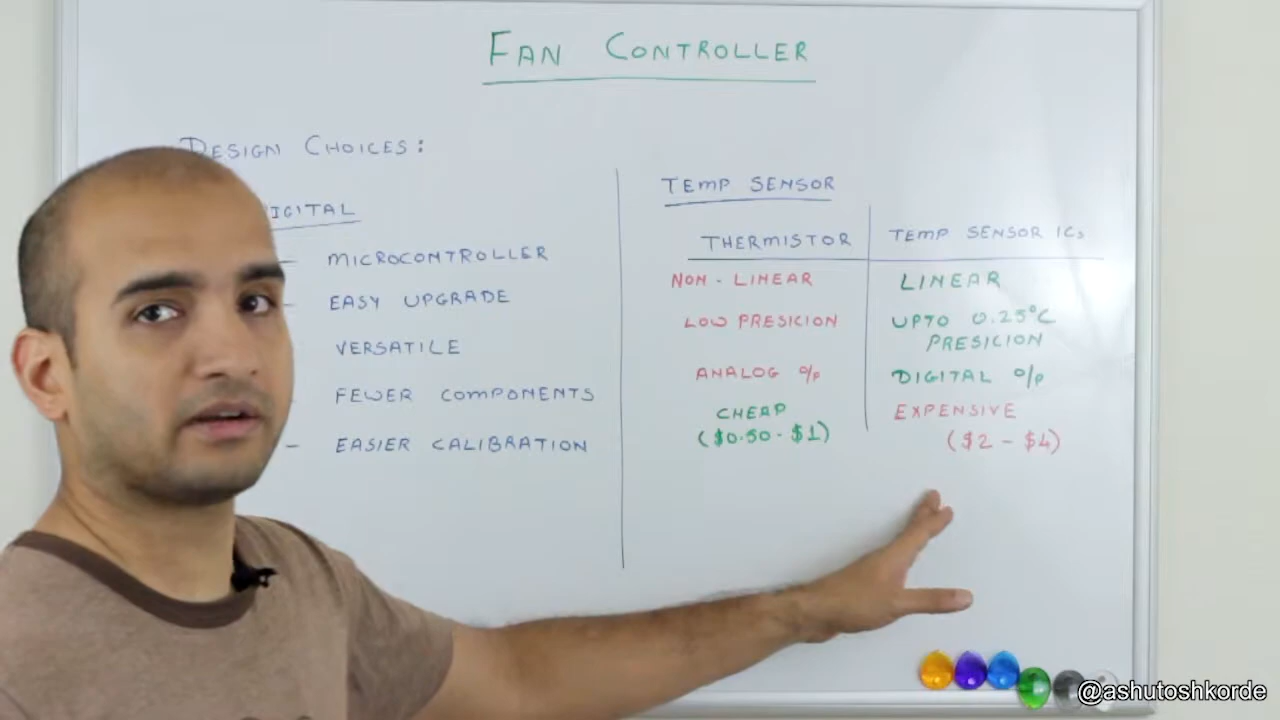 FAN CONTROLLER
DESIGN CHOICES:
IGITAL
- MICROCONTROLLER
- EASY UPGRADE
VERSATILE
FEWER COMPONENTS
- EASIER CALIBRATION
TEMP SENSOR
THERMISTOR
NON-LINEAR
LOW PRESICION
ANALOG O/P
CHEAP
($0.50-$1)
TEMP SENSOR ICs
LINEAR
UPTO 0.25°C
PRESICION
DIGITAL O/P
EXPENSIVE
($2 - $4)
@ashutoshkorde